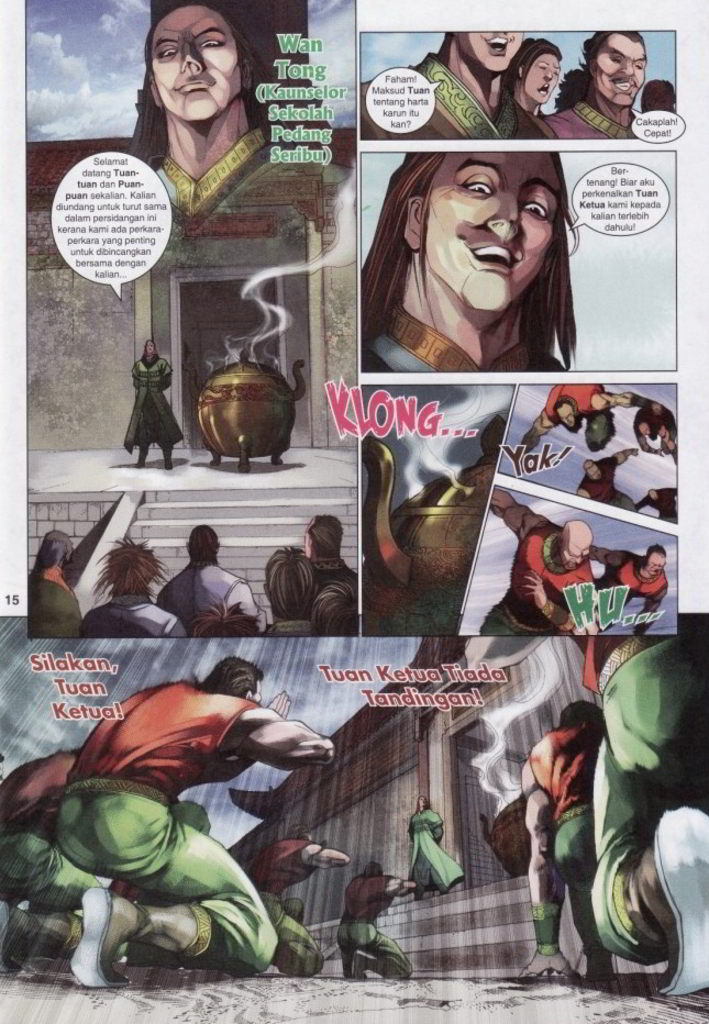 Wan
Tong
(Kaunselor
Sekolah
Pedang
Seribu)
Selamat
datang Tuan-
tuan dan Puan-
puan sekalian. Kalian
diundang untuk turut sama
dalam persidangan ini
kerana kami ada perkara-
perkara yang penting
untuk dibincangkan
bersama dengan
kalian...
Faham!
Maksud Tuan
tentang harta
karun itu
kan?
Cakaplah!
Cepat!
Ber-
tenang! Biar aku
perkenalkan Tuan
Ketua kami kepada
kalian terlebih
dahulu!
KLONG...
Yak!
HU...
15
Silakan,
Tuan
Ketua!
Tuan Ketua Tiada
Tandingan!